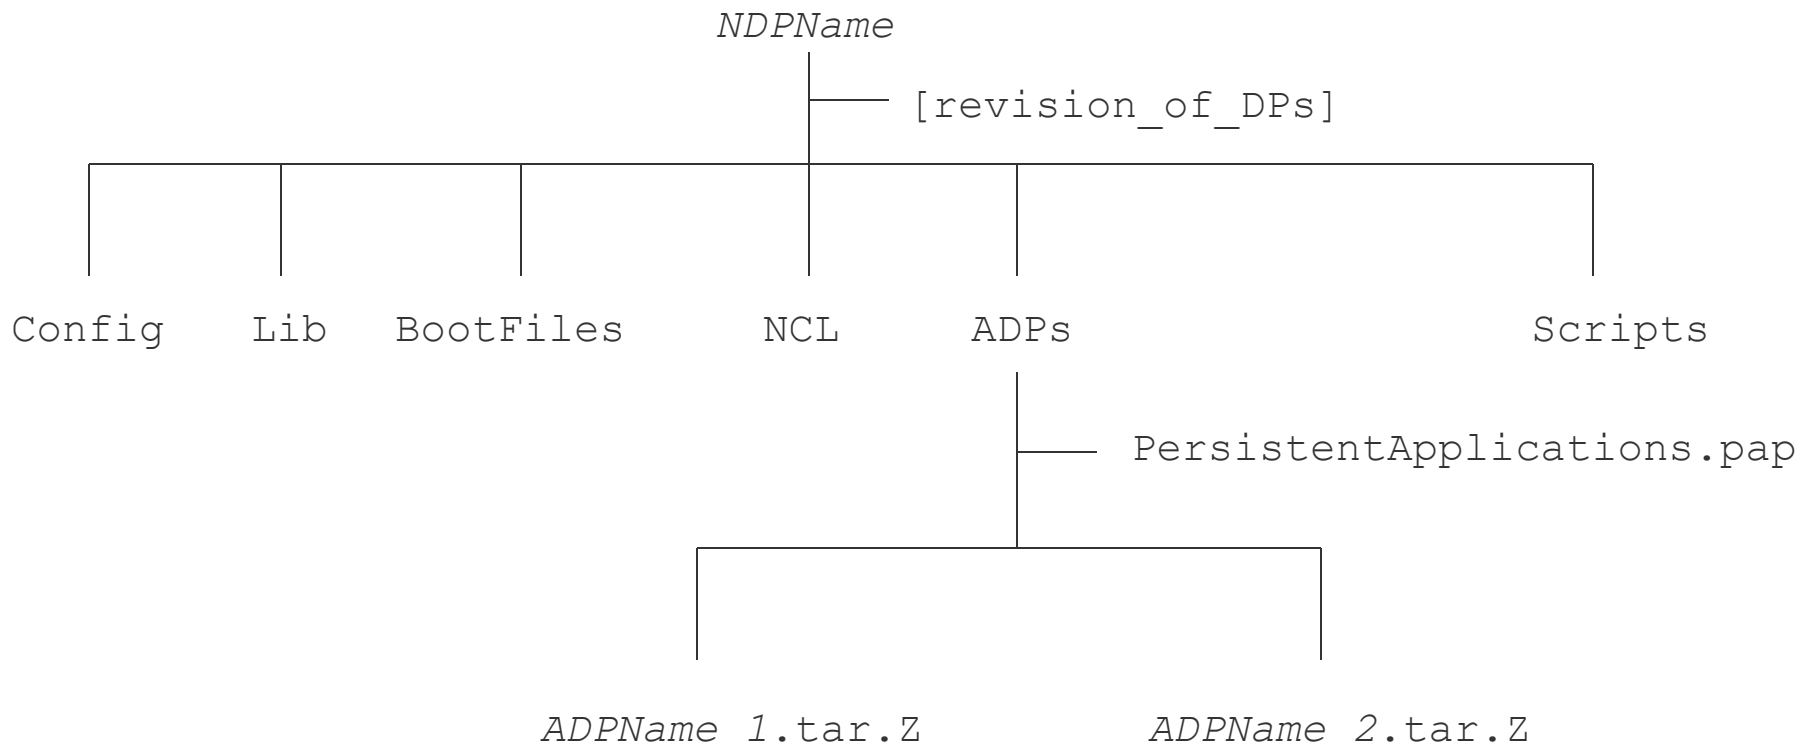 NDPName
[revision_of_DPs]
Config Lib BootFiles NCL ADPs Scripts
PersistentApplications.pap
ADPName 1.tar.Z ADPName 2.tar.Z